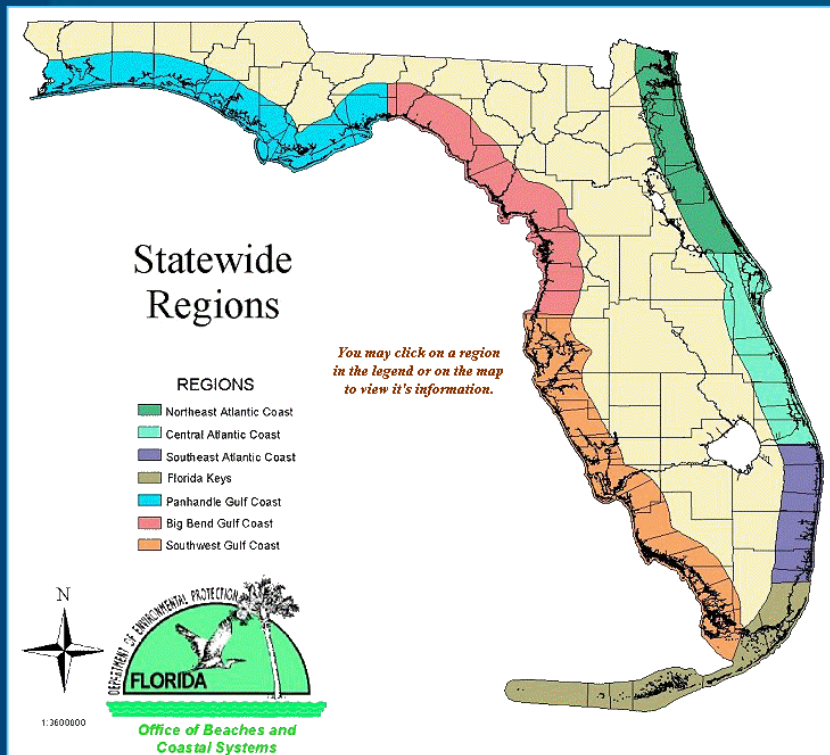 Statewide
Regions
You may click on a region
in the legend or on the map
to view it's information.
REGIONS
Northeast Atlantic Coast
Central Atlantic Coast
Southeast Atlantic Coast
Florida Keys
Panhandle Gulf Coast
Big Bend Gulf Coast
Southwest Gulf Coast
N
DEPARTMENT OF ENVIRONMENTAL PROTECTION
FLORIDA
1:3600000
Office of Beaches and
Coastal Systems